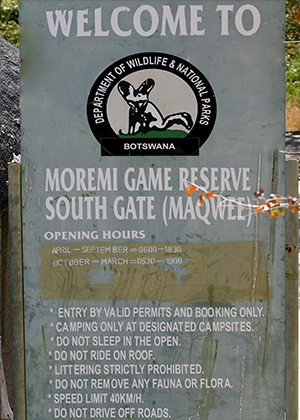 WELCOME TO
DEPARTMENT OF WILDLIFE & NATIONAL PARKS
BOTSWANA
MOREMI GAME RESERVE
SOUTH GATE (MAQWEE)
OPENING HOURS
APRIL — SEPTEMBER = 0600 - 1830
OCTOBER — MARCH = 0530 - 1900
* ENTRY BY VALID PERMITS AND BOOKING ONLY.
* CAMPING ONLY AT DESIGNATED CAMPSITES.
* DO NOT SLEEP IN THE OPEN.
* DO NOT RIDE ON ROOF.
* LITTERING STRICTLY PROHIBITED.
* DO NOT REMOVE ANY FAUNA OR FLORA.
* SPEED LIMIT 40KM/H.
* DO NOT DRIVE OFF ROADS.